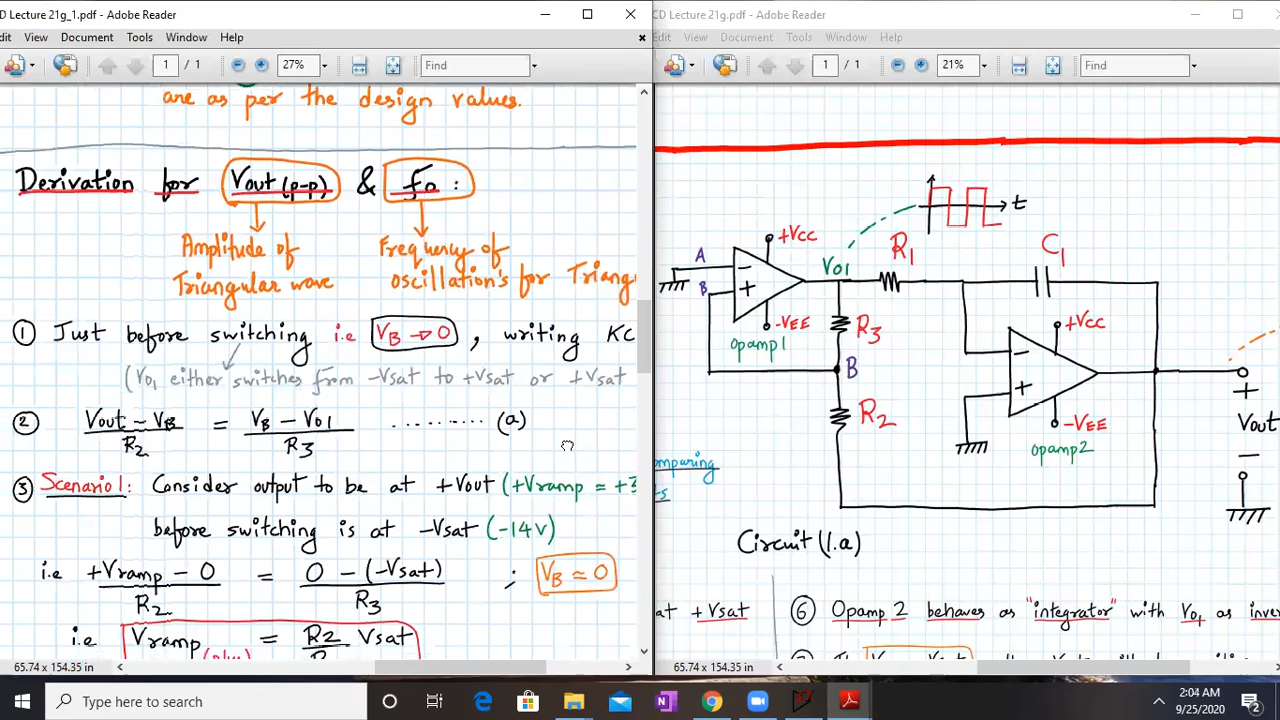 CD Lecture 21g_1.pdf - Adobe Reader
dit View Document Tools Window Help
1 / 1 27% Find
are as per the design values.
Derivation for Vout (p-p) & fo :
Amplitude of Triangular wave
Frequency of oscillation's for Triang
① Just before switching i.e VB → 0 , writing KC
(Vo1 either switches from -Vsat to +Vsat or +Vsat
② Vout - VB / R2 = VB - Vo1 / R3 .......... (a)
③ Scenario 1: Consider output to be at +Vout (+Vramp = +3
before switching is at -Vsat (-14V)
i.e +Vramp - 0 / R2 = 0 - (-Vsat) / R3 ; VB ≈ 0
i.e Vramp = R2 Vsat
65.74 x 154.35 in
CD Lecture 21g.pdf - Adobe Reader
Edit View Document Tools Window Help
1 / 1 21% Find
t
A
B
-
+
+Vcc
-VEE
opamp1
Vo1
R1
C1
R3
B
R2
-
+
+Vcc
-VEE
opamp2
+
Vout
-
omparing
ts
Circuit (1.a)
at +Vsat
⑥ Opamp 2 behaves as "integrator" with Vo1 as inver
65.74 x 154.35 in
Type here to search
2:04 AM
9/25/2020
2